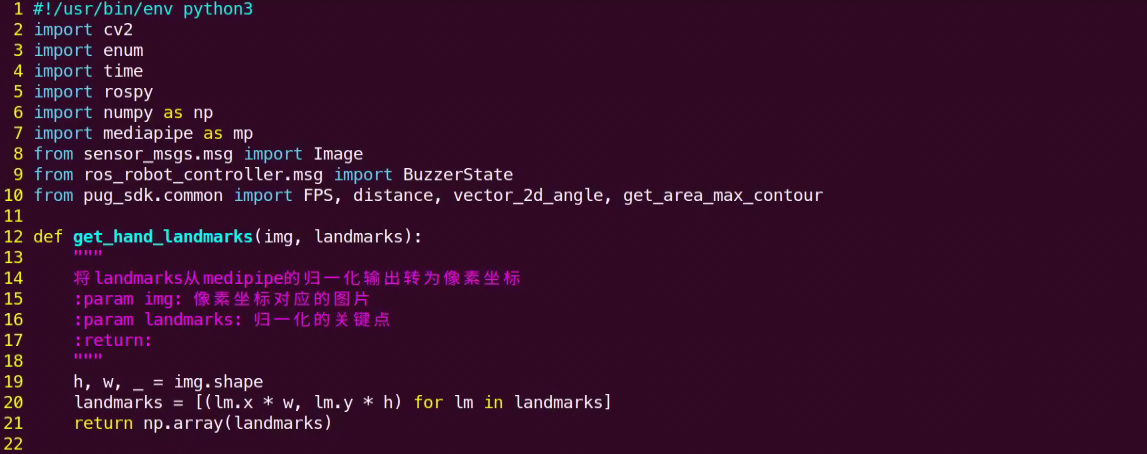 1 #!/usr/bin/env python3
2 import cv2
3 import enum
4 import time
5 import rospy
6 import numpy as np
7 import mediapipe as mp
8 from sensor_msgs.msg import Image
9 from ros_robot_controller.msg import BuzzerState
10 from pug_sdk.common import FPS, distance, vector_2d_angle, get_area_max_contour
11
12 def get_hand_landmarks(img, landmarks):
13     """
14     将landmarks从medipipe的归一化输出转为像素坐标
15     :param img: 像素坐标对应的图片
16     :param landmarks: 归一化的关键点
17     :return:
18     """
19     h, w, _ = img.shape
20     landmarks = [(lm.x * w, lm.y * h) for lm in landmarks]
21     return np.array(landmarks)
22